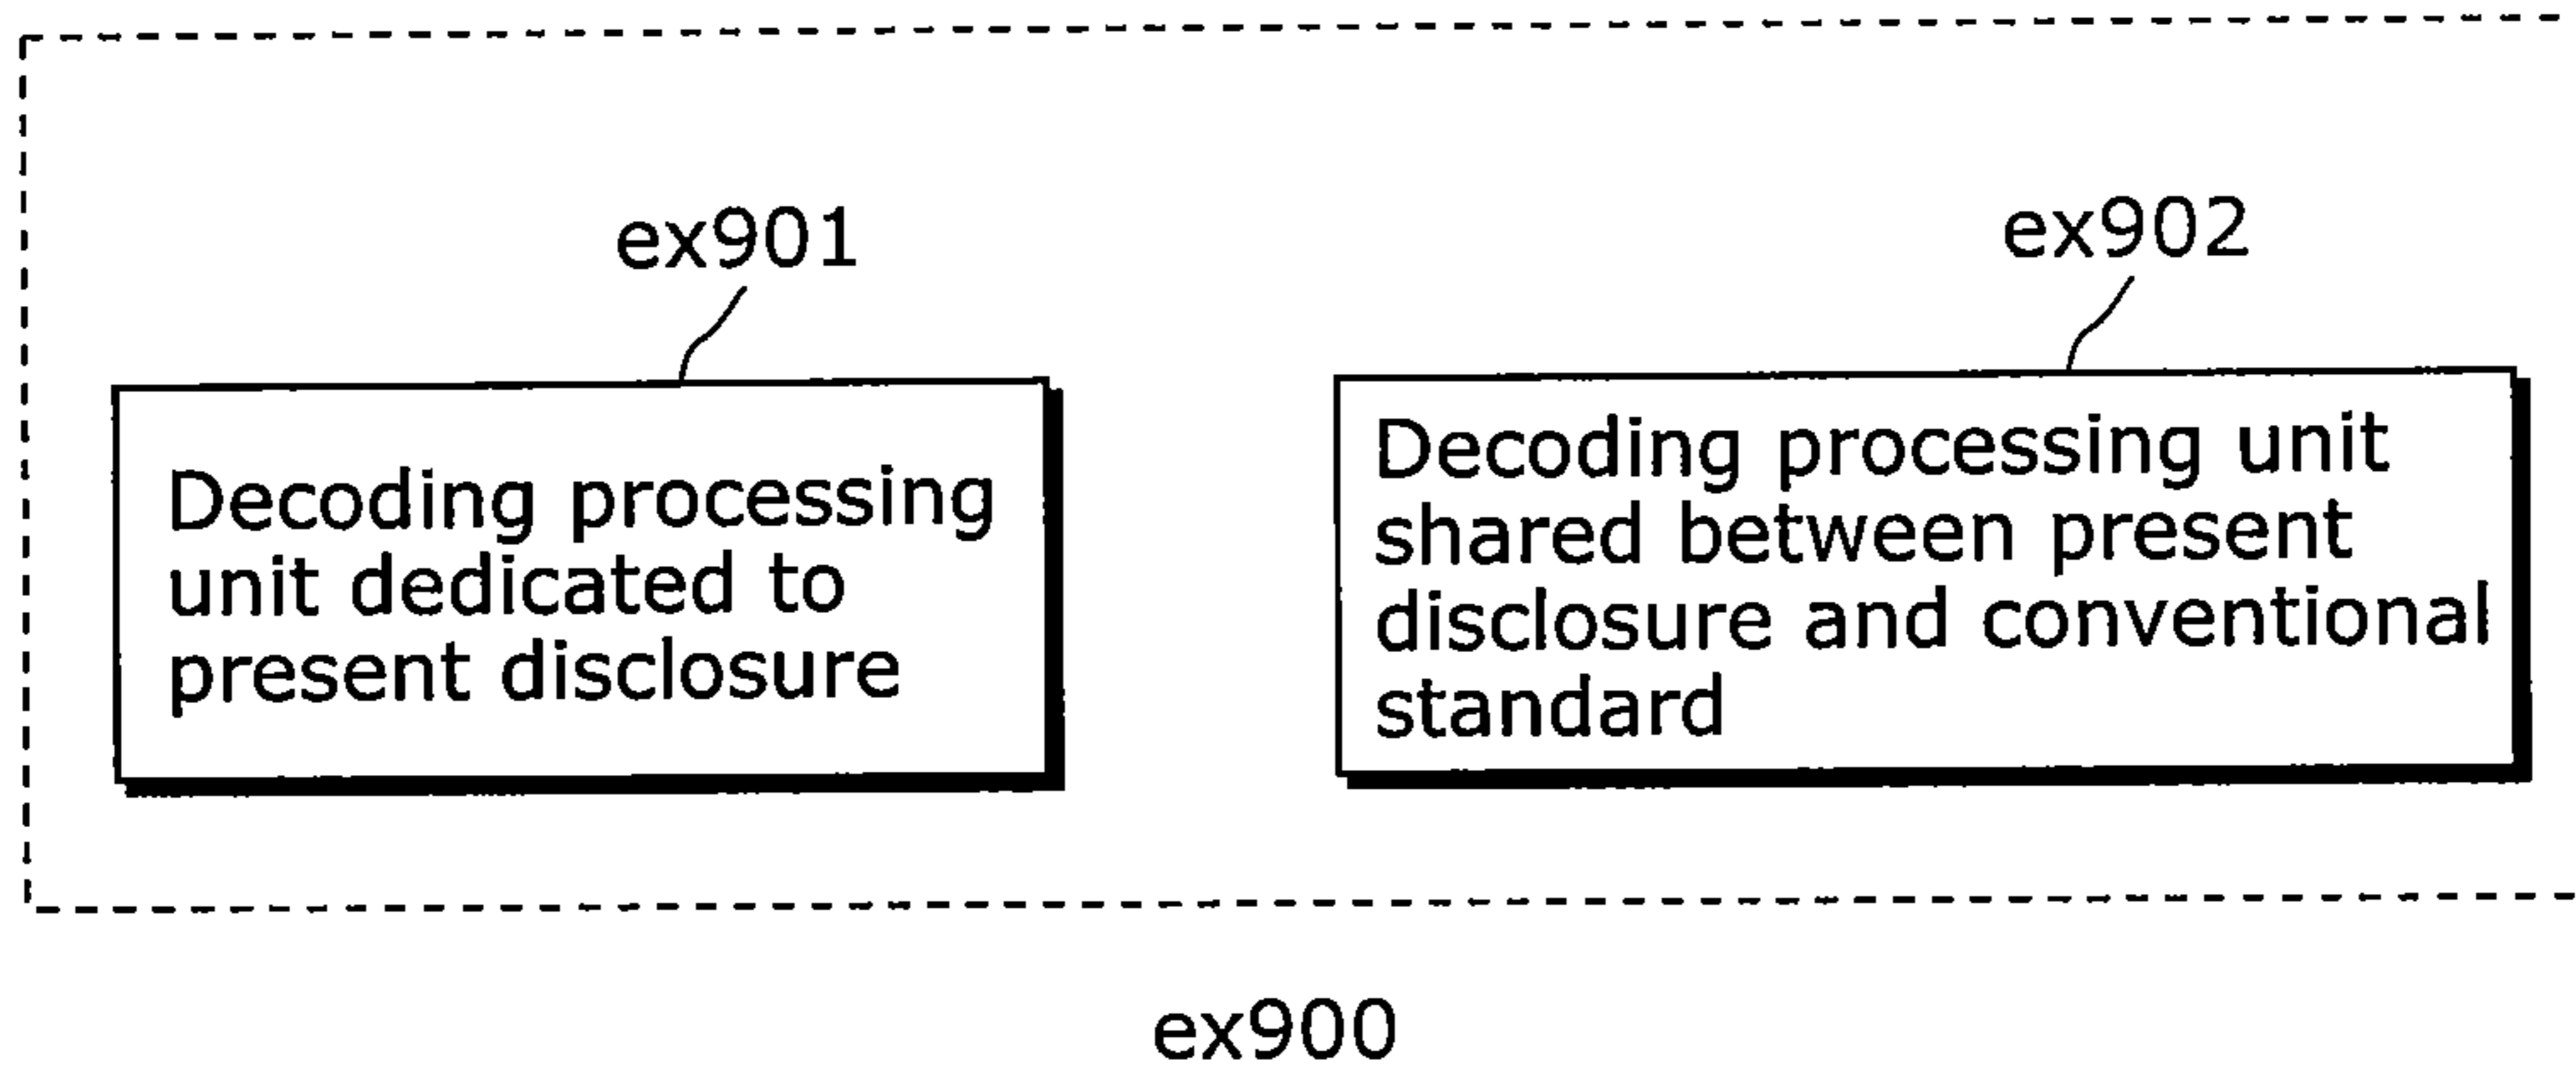 ex901
Decoding processing
unit dedicated to
present disclosure
ex902
Decoding processing unit
shared between present
disclosure and conventional
standard
ex900